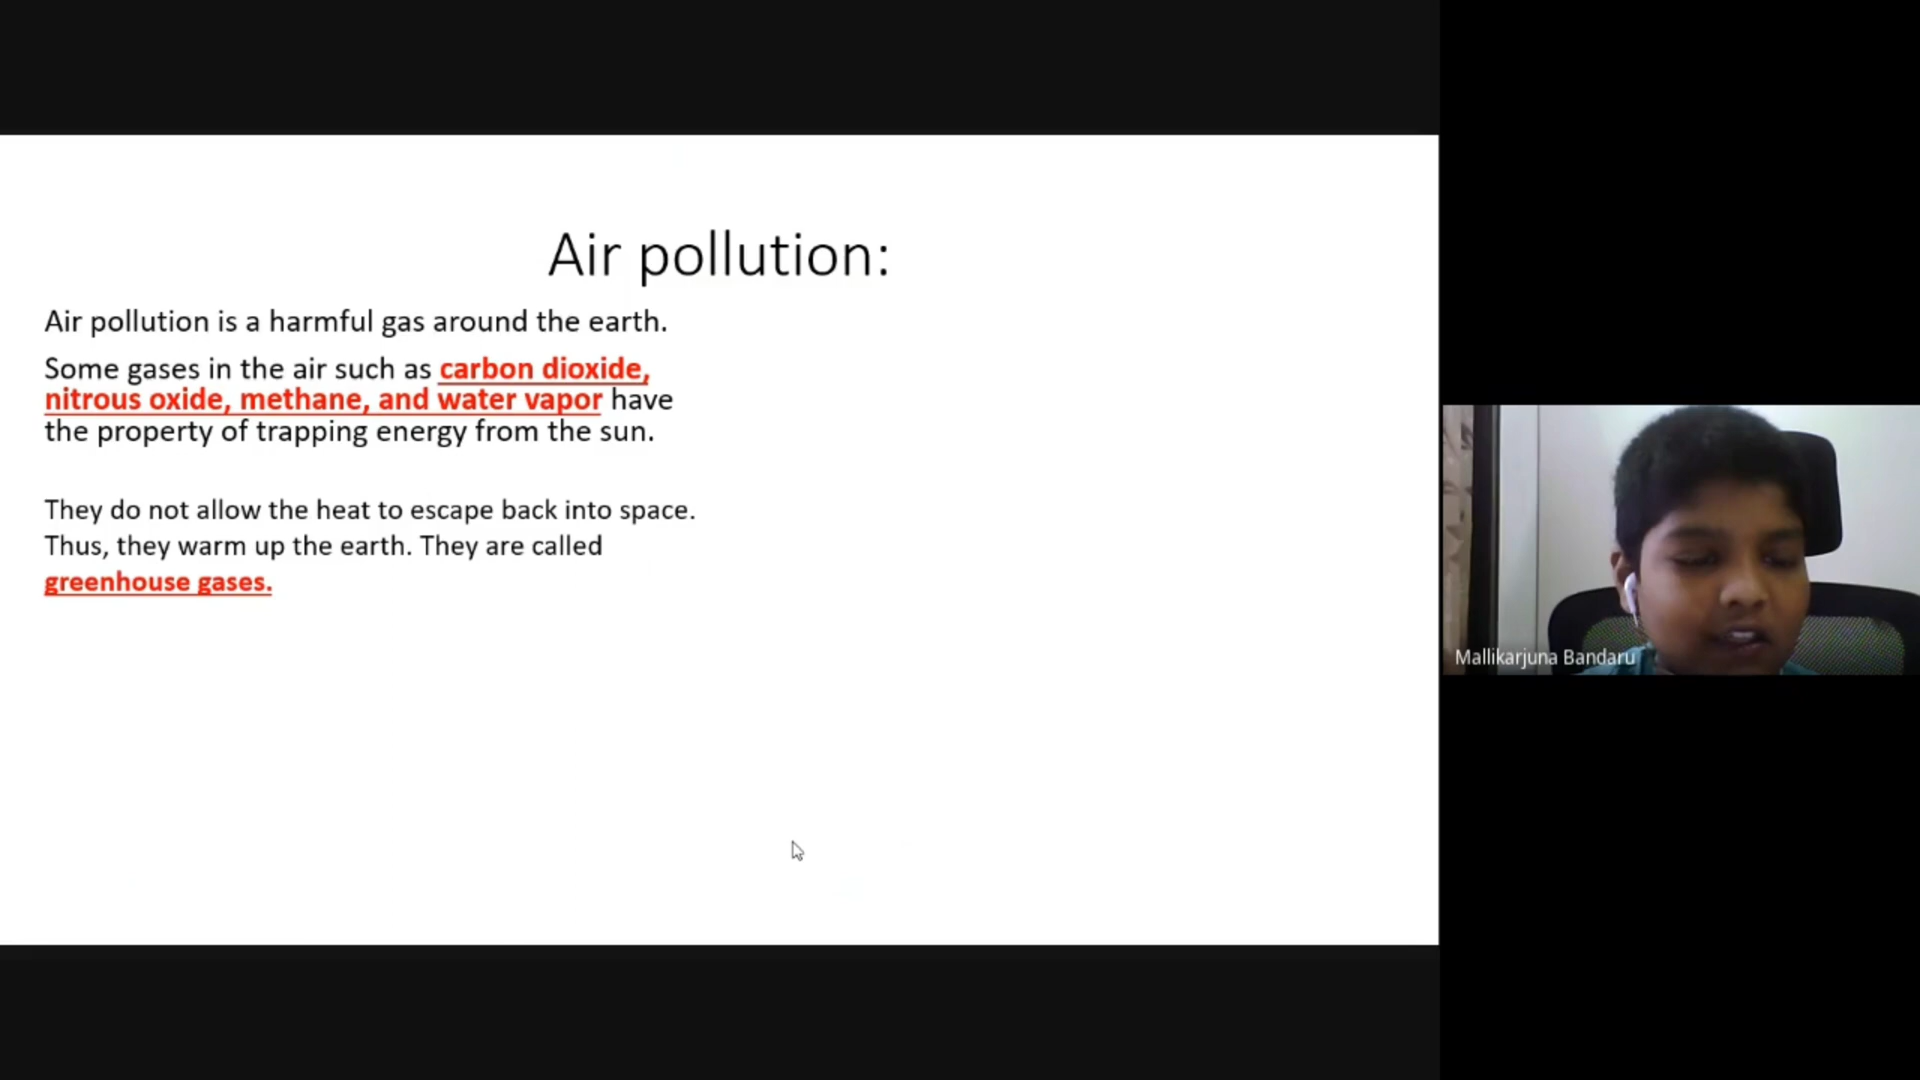 Air pollution:
Air pollution is a harmful gas around the earth.
Some gases in the air such as carbon dioxide,
nitrous oxide, methane, and water vapor have
the property of trapping energy from the sun.
They do not allow the heat to escape back into space.
Thus, they warm up the earth. They are called
greenhouse gases.
Mallikarjuna Bandaru